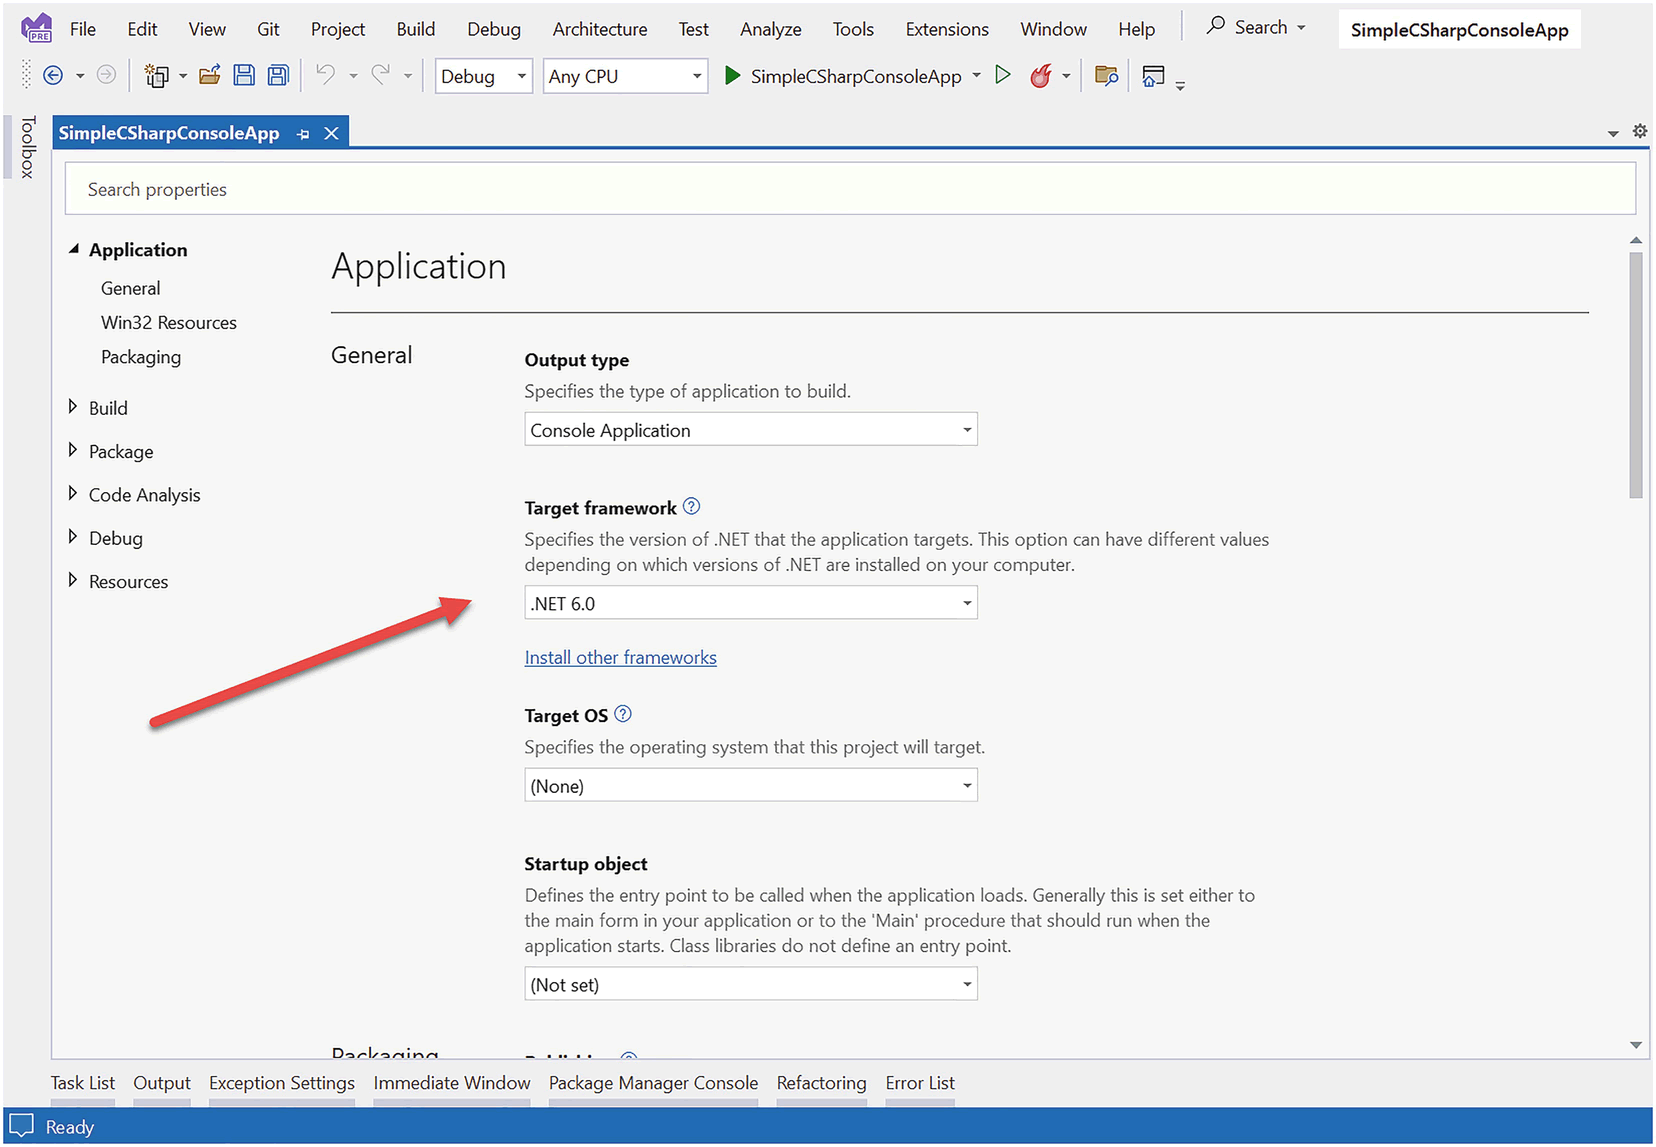 File Edit View Git Project Build Debug Architecture Test Analyze Tools Extensions Window Help Search SimpleCSharpConsoleApp
PRE
Debug Any CPU SimpleCSharpConsoleApp
Toolbox
SimpleCSharpConsoleApp
Search properties
Application
General
Win32 Resources
Packaging
Build
Package
Code Analysis
Debug
Resources
Application
General
Output type
Specifies the type of application to build.
Console Application
Target framework ?
Specifies the version of .NET that the application targets. This option can have different values
depending on which versions of .NET are installed on your computer.
.NET 6.0
Install other frameworks
Target OS ?
Specifies the operating system that this project will target.
(None)
Startup object
Defines the entry point to be called when the application loads. Generally this is set either to
the main form in your application or to the 'Main' procedure that should run when the
application starts. Class libraries do not define an entry point.
(Not set)
Packaging
Task List Output Exception Settings Immediate Window Package Manager Console Refactoring Error List
Ready